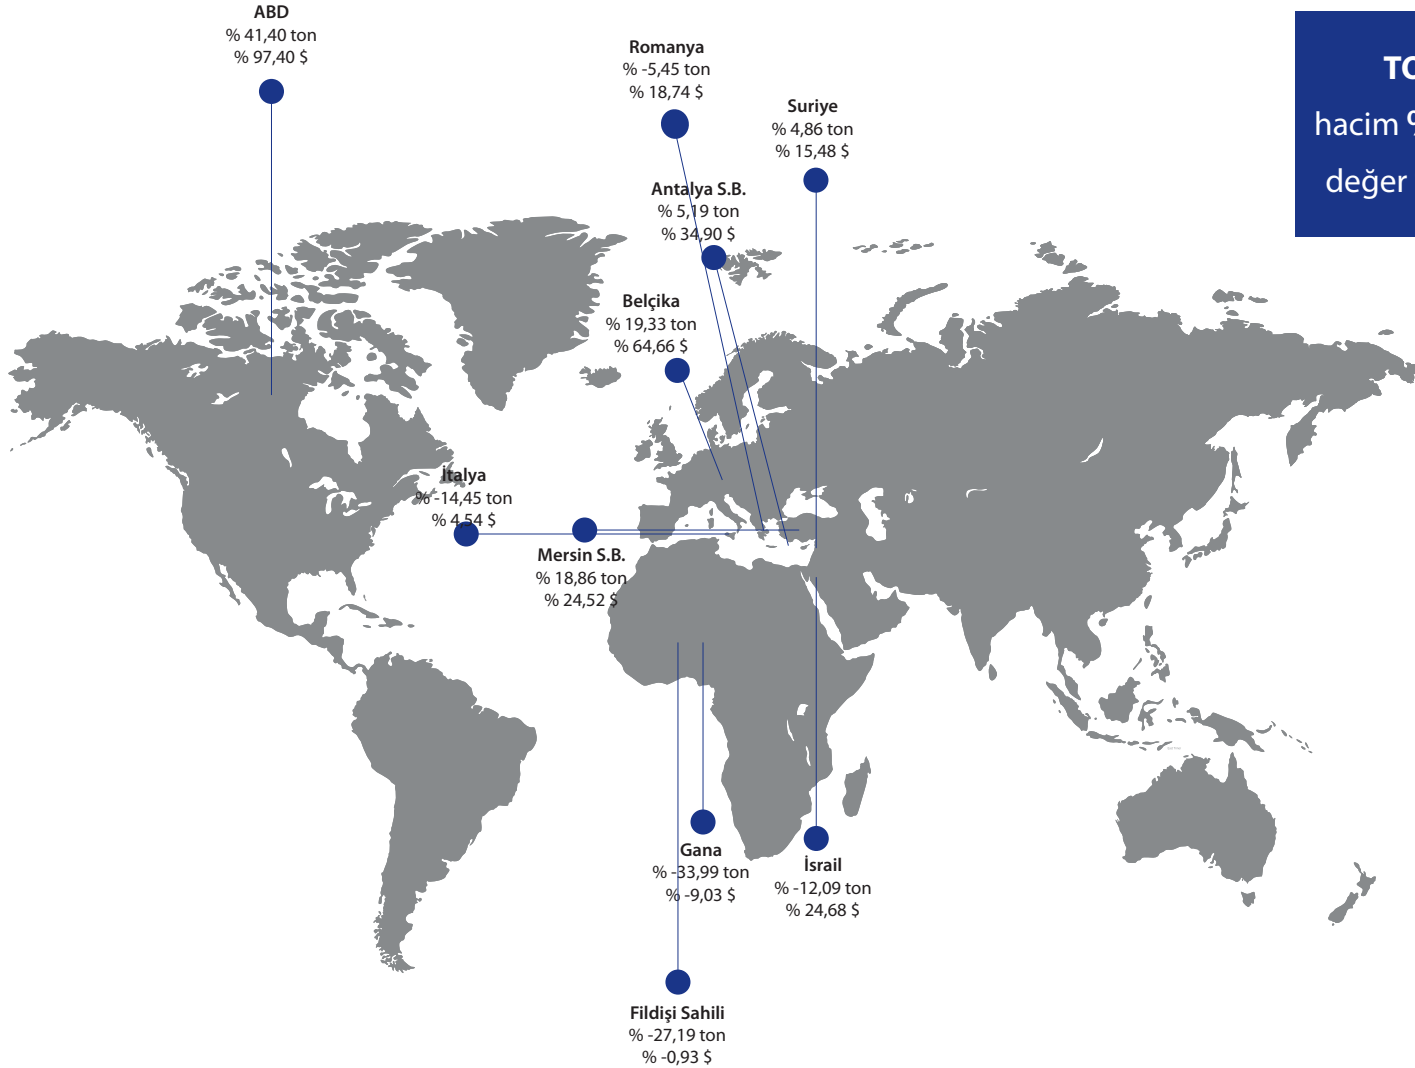 ABD
% 41,40 ton
% 97,40 $
Romanya
% -5,45 ton
% 18,74 $
Suriye
% 4,86 ton
% 15,48 $
Antalya S.B.
% 5,19 ton
% 34,90 $
Belçika
% 19,33 ton
% 64,66 $
İtalya
% -14,45 ton
% 4,54 $
Mersin S.B.
% 18,86 ton
% 24,52 $
Gana
% -33,99 ton
% -9,03 $
İsrail
% -12,09 ton
% 24,68 $
Fildişi Sahili
% -27,19 ton
% -0,93 $
hacim %
değer